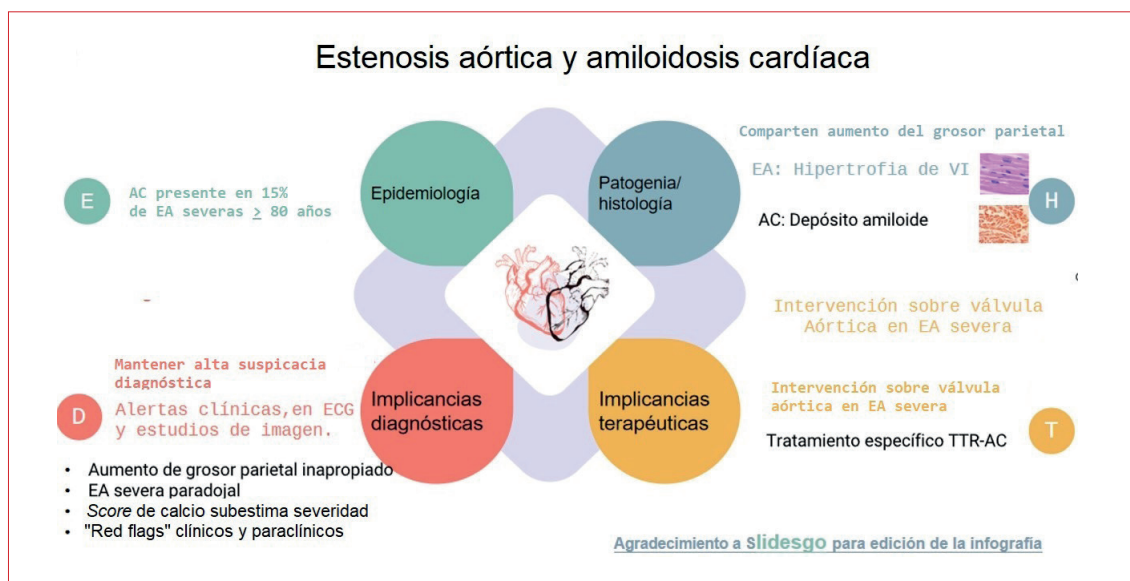 Estenosis aórtica y amiloidosis cardíaca
E
AC presente en 15%
de EA severas ≥ 80 años
Epidemiología
Patogenia/
histología
Comparten aumento del grosor parietal
EA: Hipertrofia de VI
AC: Depósito amiloide
H
Intervención sobre válvula
Aórtica en EA severa
Mantener alta suspicacia
diagnóstica
D
Alertas clínicas,en ECG
y estudios de imagen.
• Aumento de grosor parietal inapropiado
• EA severa paradojal
• Score de calcio subestima severidad
• "Red flags" clínicos y paraclínicos
Implicancias
diagnósticas
Implicancias
terapéuticas
Intervención sobre válvula
aórtica en EA severa
Tratamiento específico TTR-AC
T
Agradecimiento a slidesgo para edición de la infografía